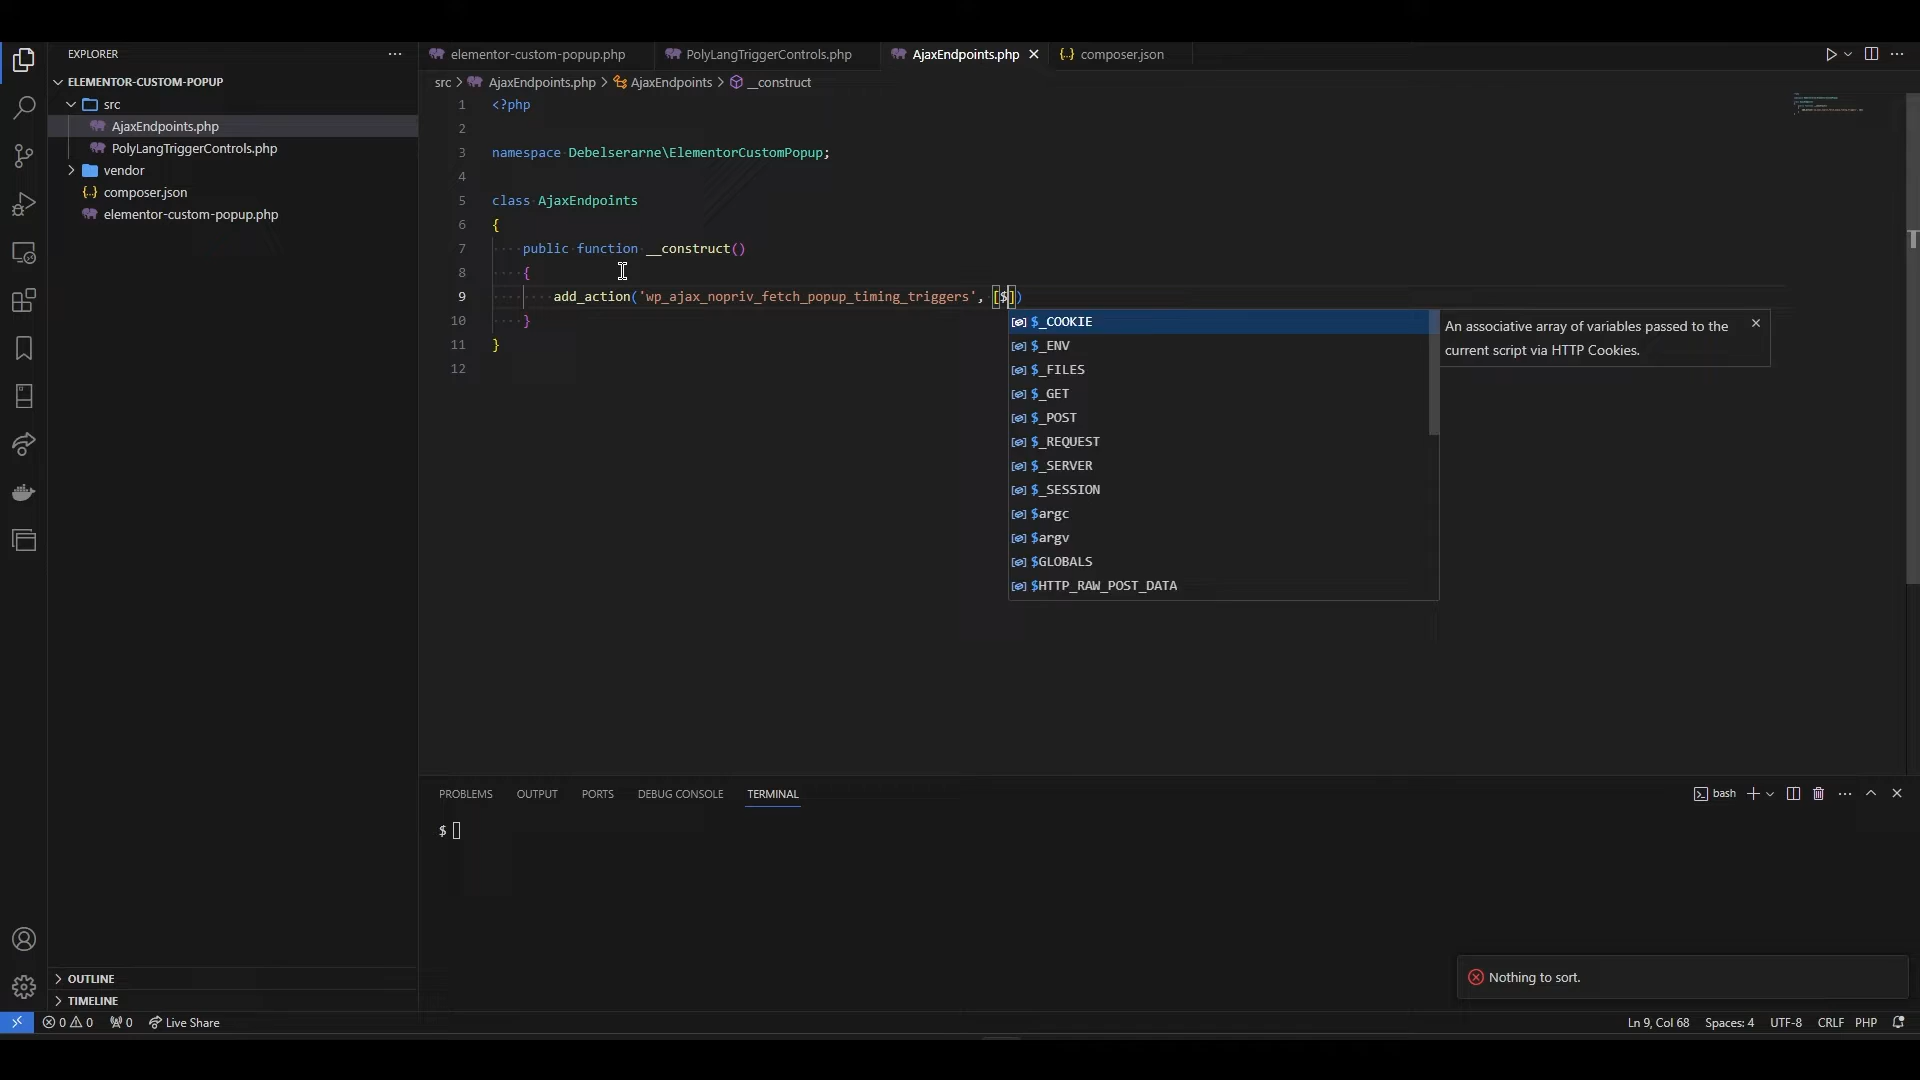 EXPLORER
ELEMENTOR-CUSTOM-POPUP
src
AjaxEndpoints.php
PolyLangTriggerControls.php
vendor
composer.json
elementor-custom-popup.php
OUTLINE
TIMELINE
elementor-custom-popup.php
PolyLangTriggerControls.php
AjaxEndpoints.php
{..} composer.json
src > AjaxEndpoints.php > AjaxEndpoints > __construct
1 <?php
2
3 namespace Debelserarne\ElementorCustomPopup;
4
5 class AjaxEndpoints
6 {
7 public function __construct()
8 {
9 add_action('wp_ajax_nopriv_fetch_popup_timing_triggers', [$])
10 }
11 }
12
$_COOKIE
$_ENV
$_FILES
$_GET
$_POST
$_REQUEST
$_SERVER
$_SESSION
$argc
$argv
$GLOBALS
$HTTP_RAW_POST_DATA
An associative array of variables passed to the
current script via HTTP Cookies.
PROBLEMS OUTPUT PORTS DEBUG CONSOLE TERMINAL
bash
$
Nothing to sort.
0 0 0 Live Share
Ln 9, Col 68 Spaces: 4 UTF-8 CRLF PHP